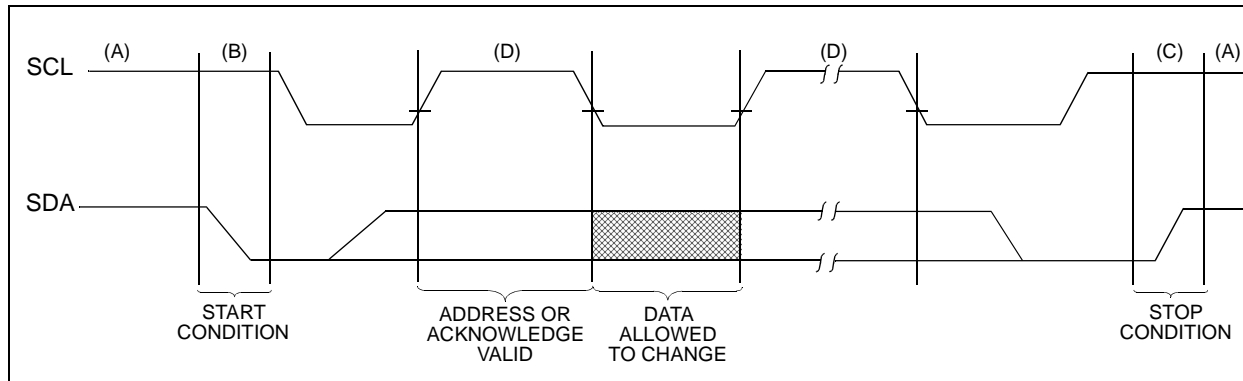 (A)
(B)
(D)
(D)
(C)
(A)
SCL
SDA
START
CONDITION
ADDRESS OR
ACKNOWLEDGE
VALID
DATA
ALLOWED
TO CHANGE
STOP
CONDITION